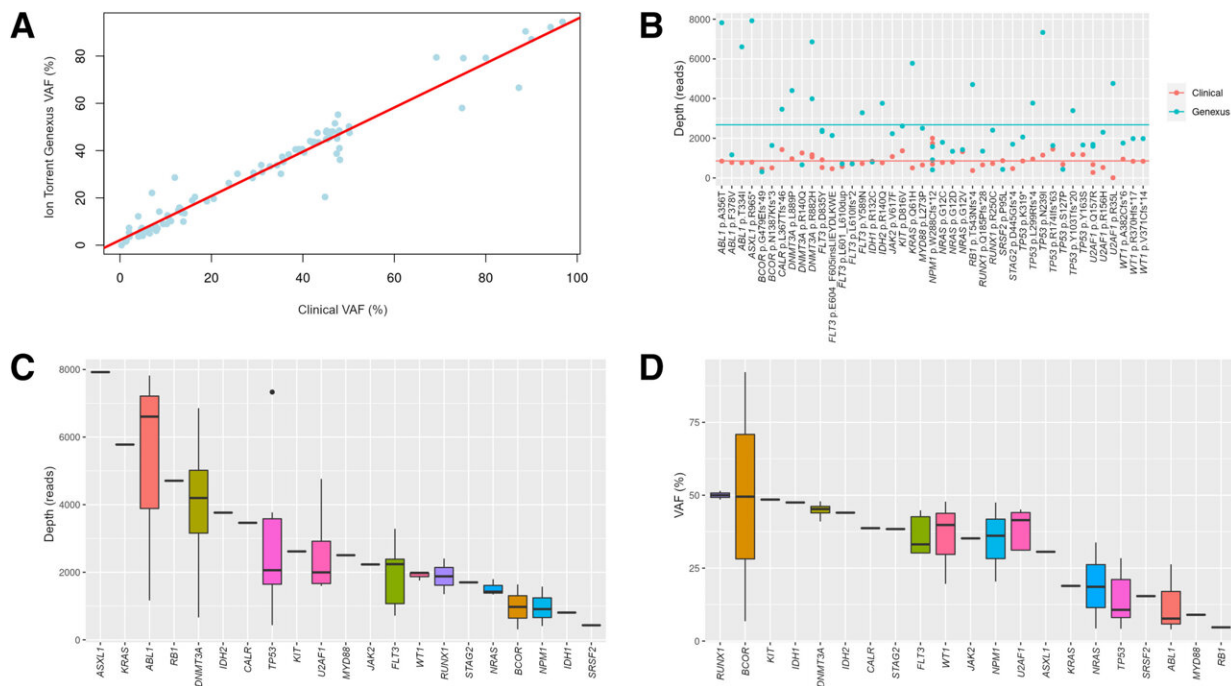 A
Ion Torrent Genexus VAF (%)
100
80
60
40
20
0
0
20
40
60
80
100
Clinical VAF (%)
B
Depth (reads)
8000
6000
4000
2000
0
Clinical
Genexus
ABL1 p.A356T
ABL1 p.F378V
ABL1 p.T334I
ASXL1 p.R965*
BCOR p.G479Efs*49
BCOR p.N1387Kfs*3
CALR p.L367Tfs*46
DNMT3A p.L889P
DNMT3A p.R140Q
DNMT3A p.R882H
FLT3 p.D835Y
FLT3 p.E604_F605insLIEYDLKWE
FLT3 p.L601_L610dup
FLT3 p.L610fs*2
FLT3 p.Y589N
IDH1 p.R132C
IDH2 p.R140Q
JAK2 p.V617F
KIT p.D816V
KRAS p.Q61H
MYD88 p.L273P
NPM1 p.W288Cfs*12
NRAS p.G12C
NRAS p.G12D
NRAS p.G12V
RB1 p.T543Nfs*4
RUNX1 p.Q185Pfs*28
RUNX1 p.R250C
SRSF2 p.P95L
STAG2 p.D445Gfs*14
TP53 p.K319*
TP53 p.L299Rfs*4
TP53 p.N239I
TP53 p.R174Ifs*63
TP53 p.S127P
TP53 p.Y103Tfs*20
TP53 p.Y163S
U2AF1 p.Q157R
U2AF1 p.R156H
U2AF1 p.R35L
WT1 p.A382Cfs*6
WT1 p.R370Hfs*17
WT1 p.V371Cfs*14
C
Depth (reads)
8000
6000
4000
2000
0
ASXL1
KRAS
ABL1
RB1
DNMT3A
IDH2
CALR
TP53
KIT
U2AF1
MYD88
JAK2
FLT3
WT1
RUNX1
STAG2
NRAS
BCOR
NPM1
IDH1
SRSF2
D
VAF (%)
75
50
25
0
RUNX1
BCOR
KIT
IDH1
DNMT3A
IDH2
CALR
STAG2
FLT3
WT1
JAK2
NPM1
U2AF1
ASXL1
KRAS
NRAS
TP53
SRSF2
ABL1
MYD88
RB1